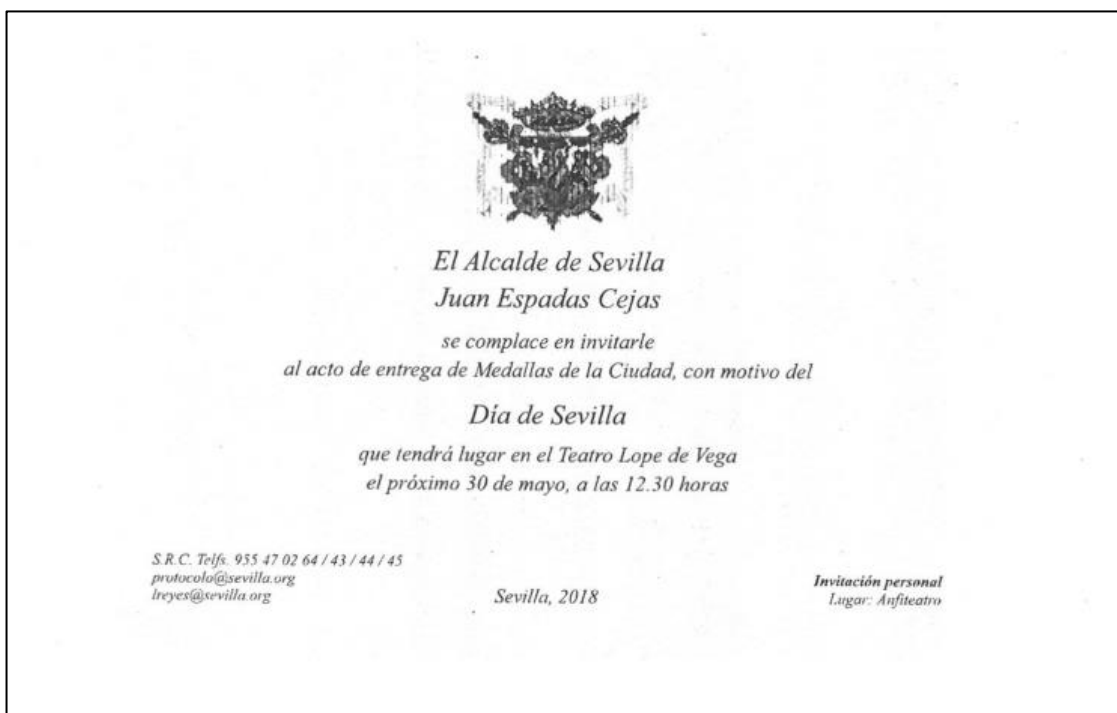 El Alcalde de Sevilla
Juan Espadas Cejas
se complace en invitarle
al acto de entrega de Medallas de la Ciudad, con motivo del
Día de Sevilla
que tendrá lugar en el Teatro Lope de Vega
el próximo 30 de mayo, a las 12.30 horas
S.R.C. Telfs. 955 47 02 64 / 43 / 44 / 45
protocolo@sevilla.org
lreyes@sevilla.org
Sevilla, 2018
Invitación personal
Lugar: Anfiteatro